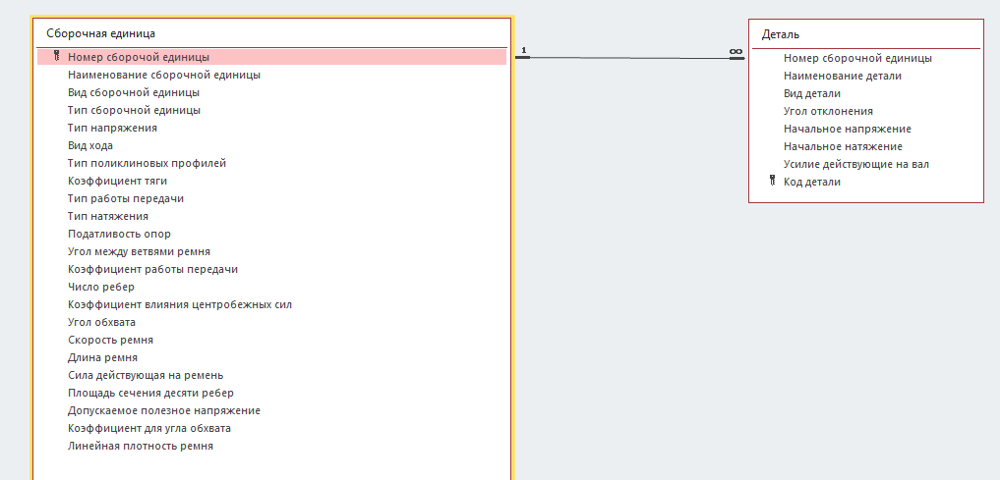 Сборочная единица
Номер сборочой единицы
Наименование сборочной единицы
Вид сборочной единицы
Тип сборочной единицы
Тип напряжения
Вид хода
Тип поликлиновых профилей
Коэффициент тяги
Тип работы передачи
Тип натяжения
Податливость опор
Угол между ветвями ремня
Коэффициент работы передачи
Число ребер
Коэффициент влияния центробежных сил
Угол обхвата
Скорость ремня
Длина ремня
Сила действующая на ремень
Площадь сечения десяти ребер
Допускаемое полезное напряжение
Коэффициент для угла обхвата
Линейная плотность ремня
1
∞
Деталь
Номер сборочной единицы
Наименование детали
Вид детали
Угол отклонения
Начальное напряжение
Начальное натяжение
Усилие действующие на вал
Код детали